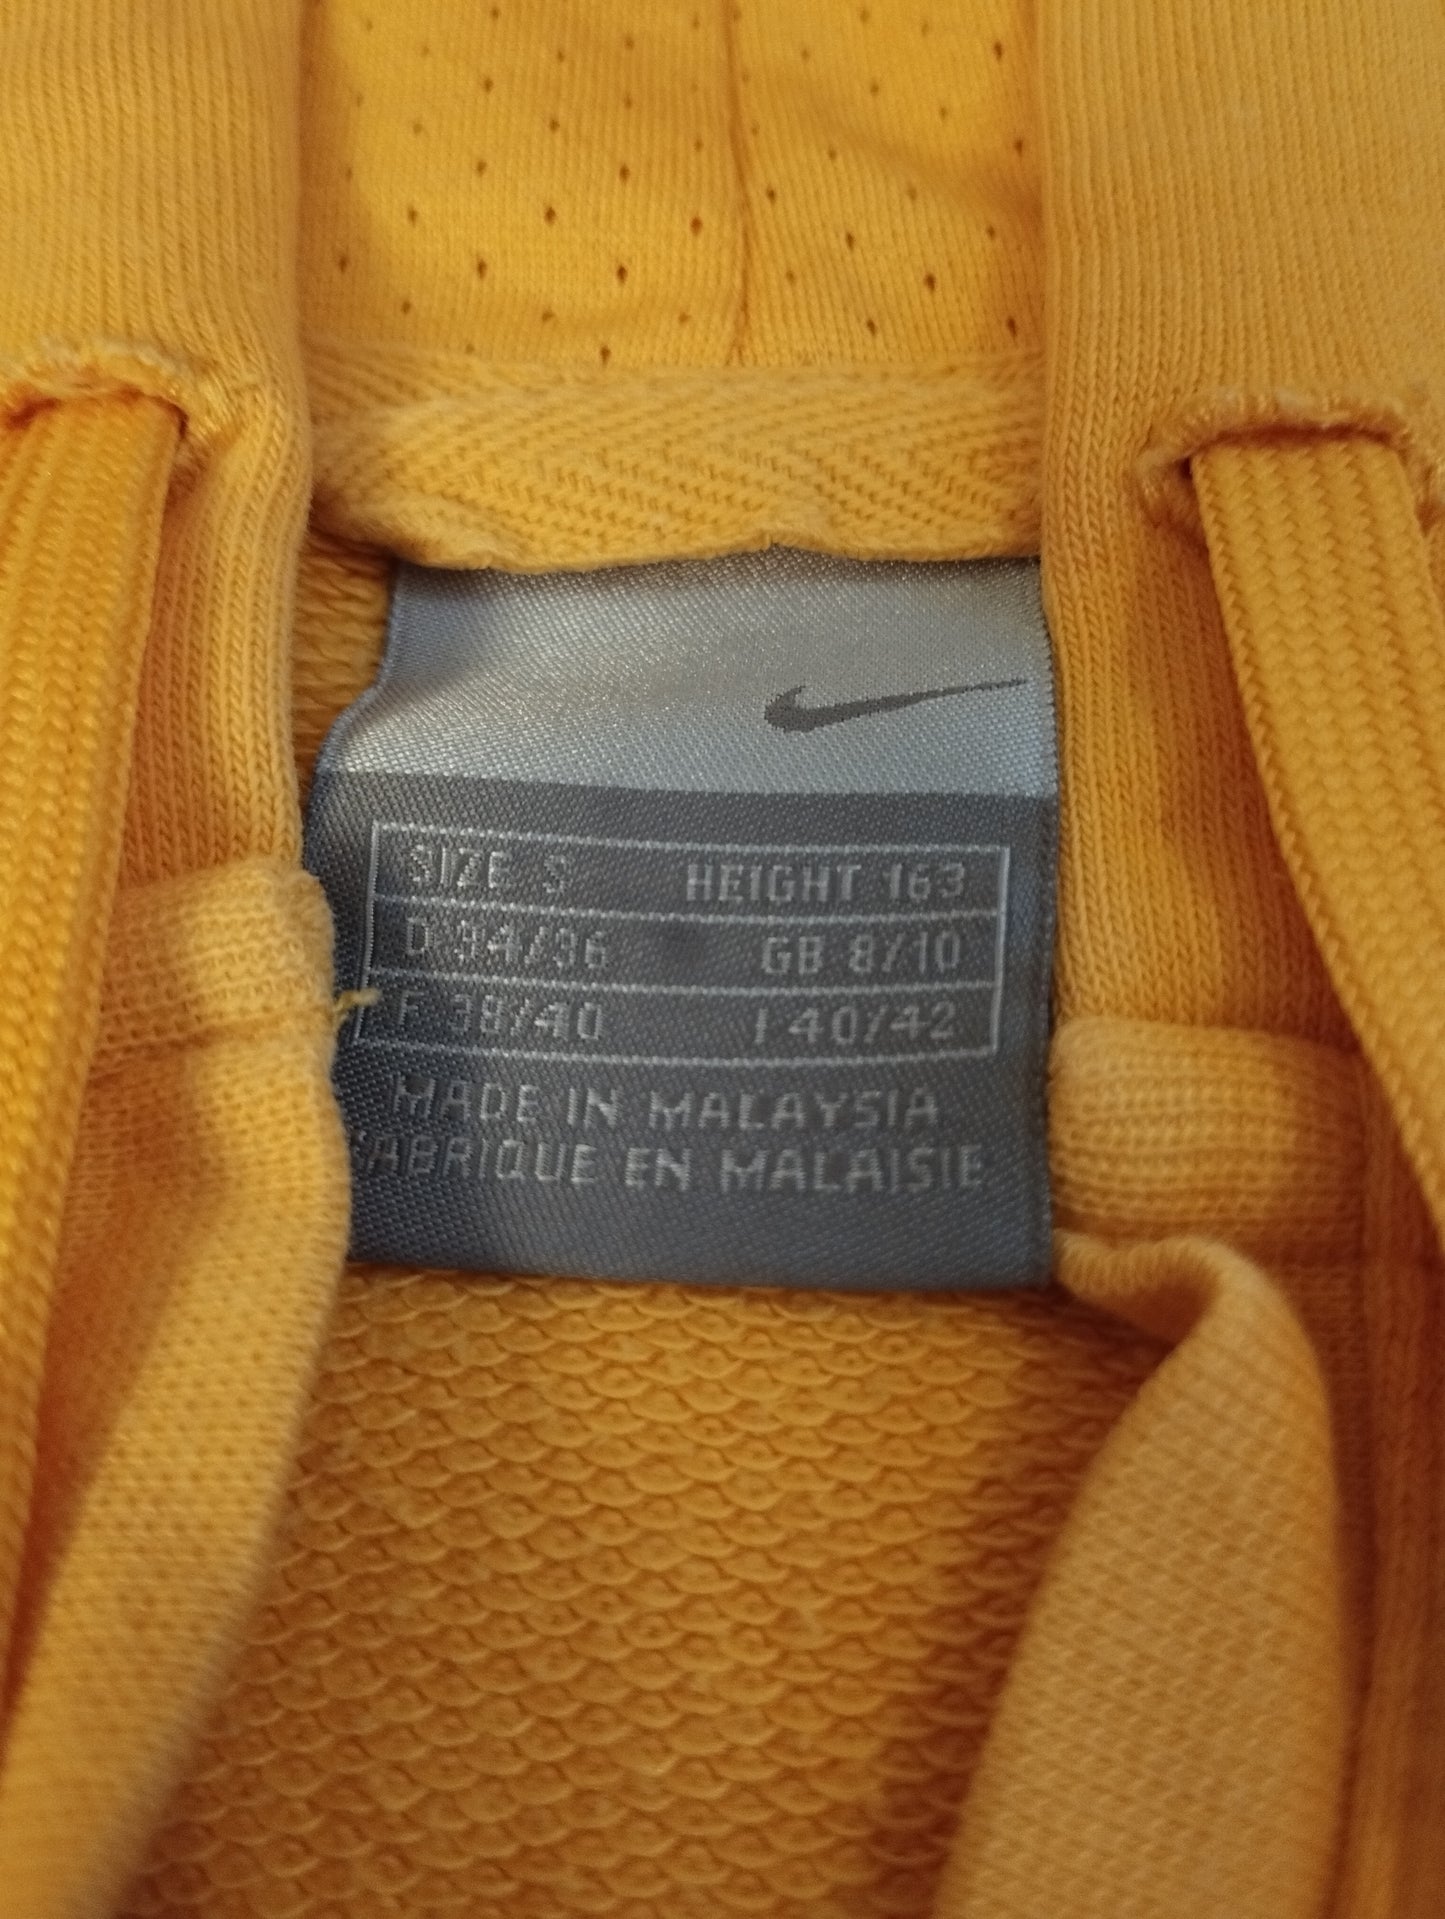 SIZE S HEIGHT 163
D 34/36 GB 8/10
F 38/40 I 40/42
MADE IN MALAYSIA
FABRIQUE EN MALAISIE